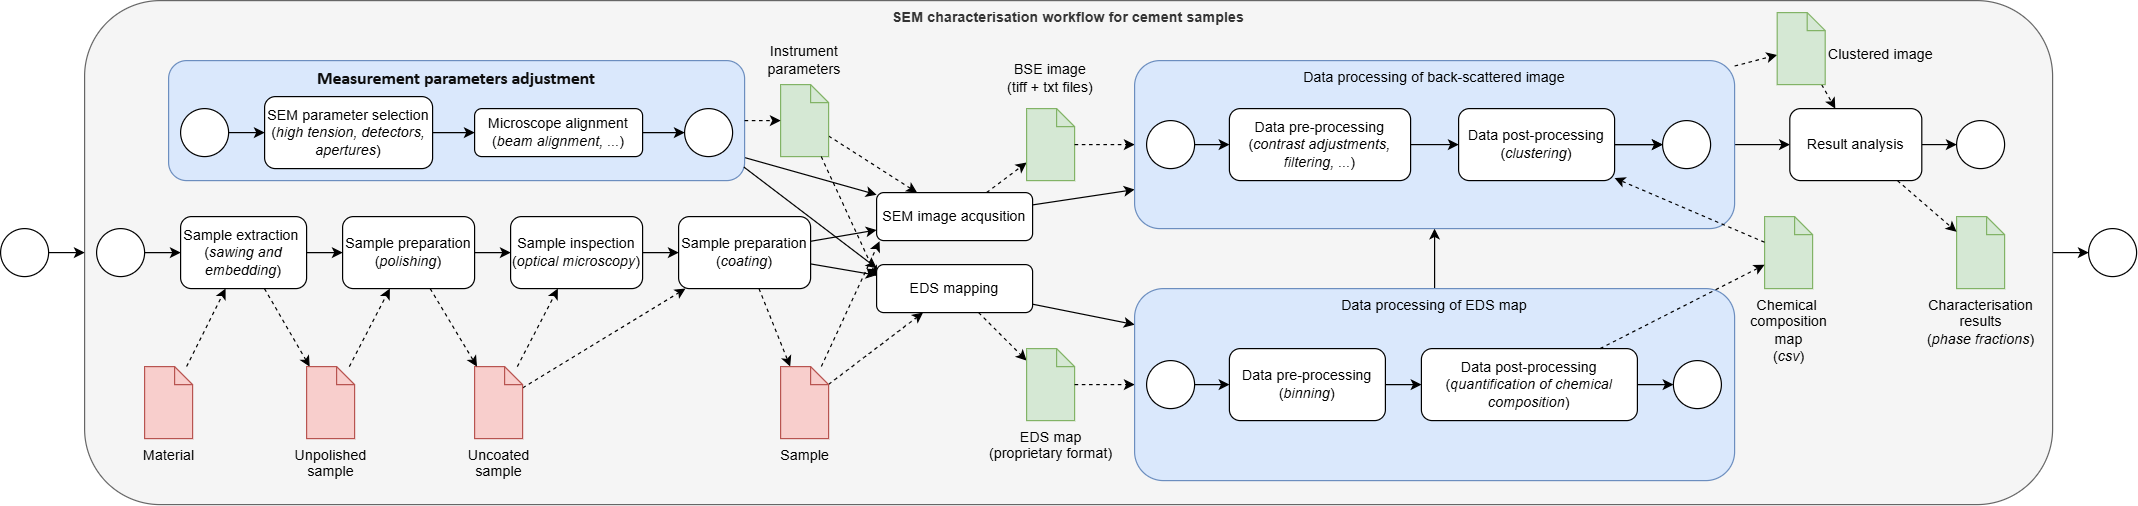 SEM characterisation workflow for cement samples
Measurement parameters adjustment
SEM parameter selection
(high tension, detectors,
apertures)
Microscope alignment
(beam alignment, ...)
Instrument
parameters
BSE image
(tiff + txt files)
Data processing of back-scattered image
Data pre-processing
(contrast adjustments,
filtering, ...)
Data post-processing
(clustering)
Clustered image
Result analysis
Sample extraction
(sawing and
embedding)
Sample preparation
(polishing)
Sample inspection
(optical microscopy)
Sample preparation
(coating)
SEM image acqusition
EDS mapping
Data processing of EDS map
Data pre-processing
(binning)
Data post-processing
(quantification of chemical
composition)
Chemical
composition
map
(csv)
Characterisation
results
(phase fractions)
Material
Unpolished
sample
Uncoated
sample
Sample
EDS map
(proprietary format)